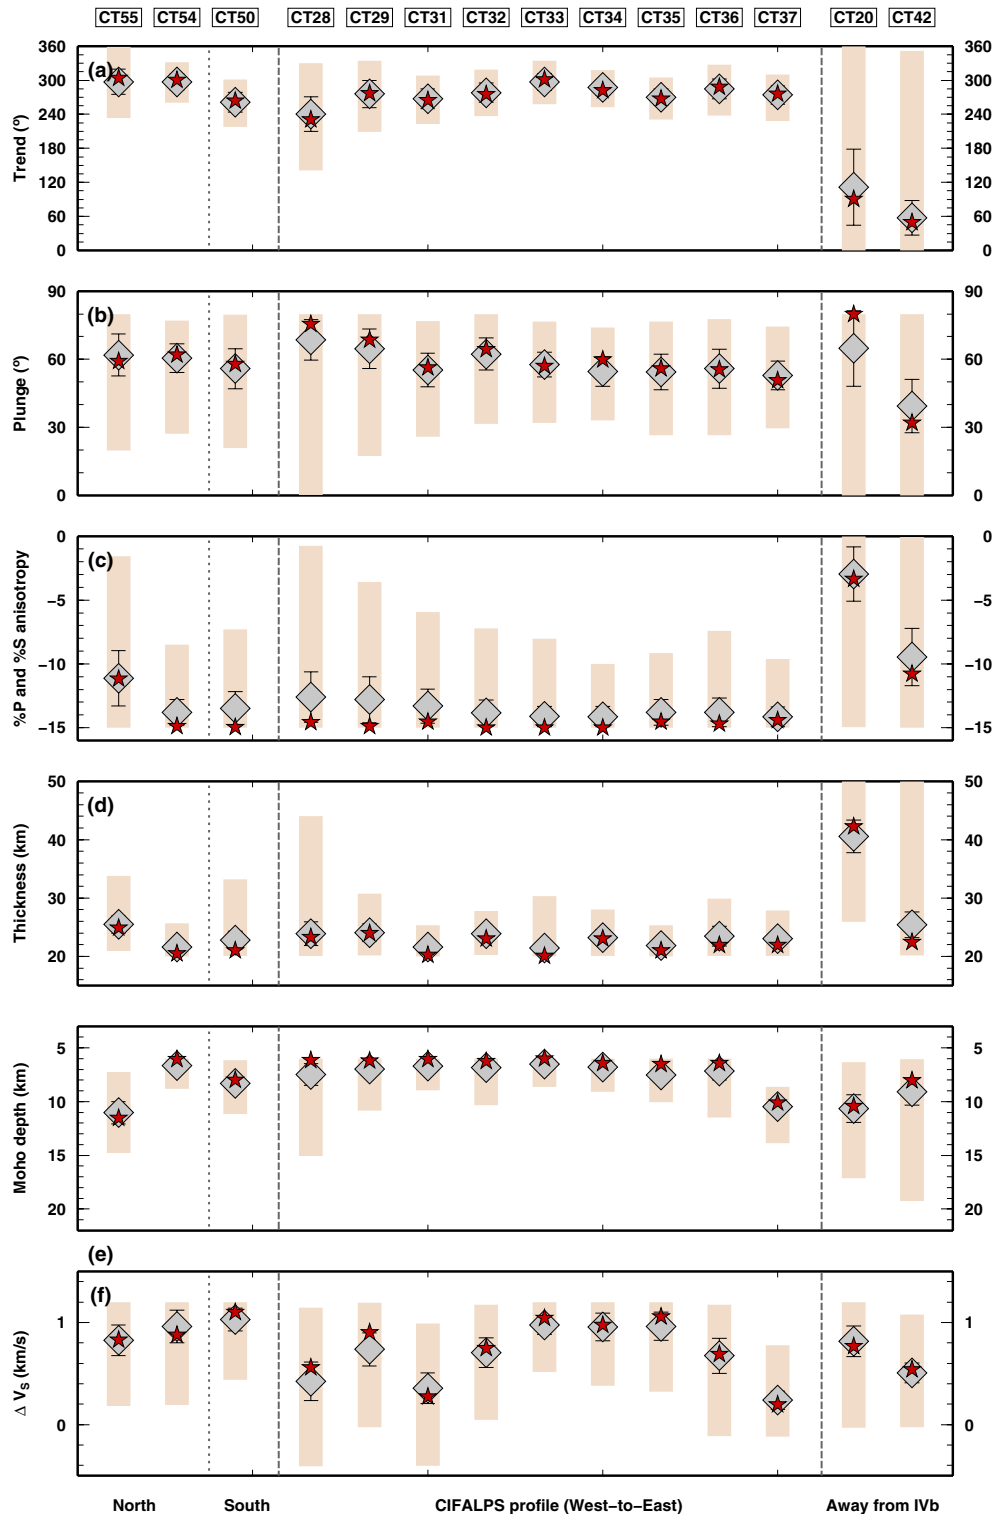 CT55 CT54 CT50 CT28 CT29 CT31 CT32 CT33 CT34 CT35 CT36 CT37 CT20 CT42
(a)
Trend (º)
360 300 240 180 120 60 0
360 300 240 180 120 60 0
(b)
Plunge (º)
90 60 30 0
90 60 30 0
(c)
%P and %S anisotropy
0 −5 −10 −15
0 −5 −10 −15
(d)
Thickness (km)
50 40 30 20
50 40 30 20
Moho depth (km)
5 10 15 20
5 10 15 20
(e)
(f)
Δ VS (km/s)
1 0
1 0
North South CIFALPS profile (West−to−East) Away from IVb